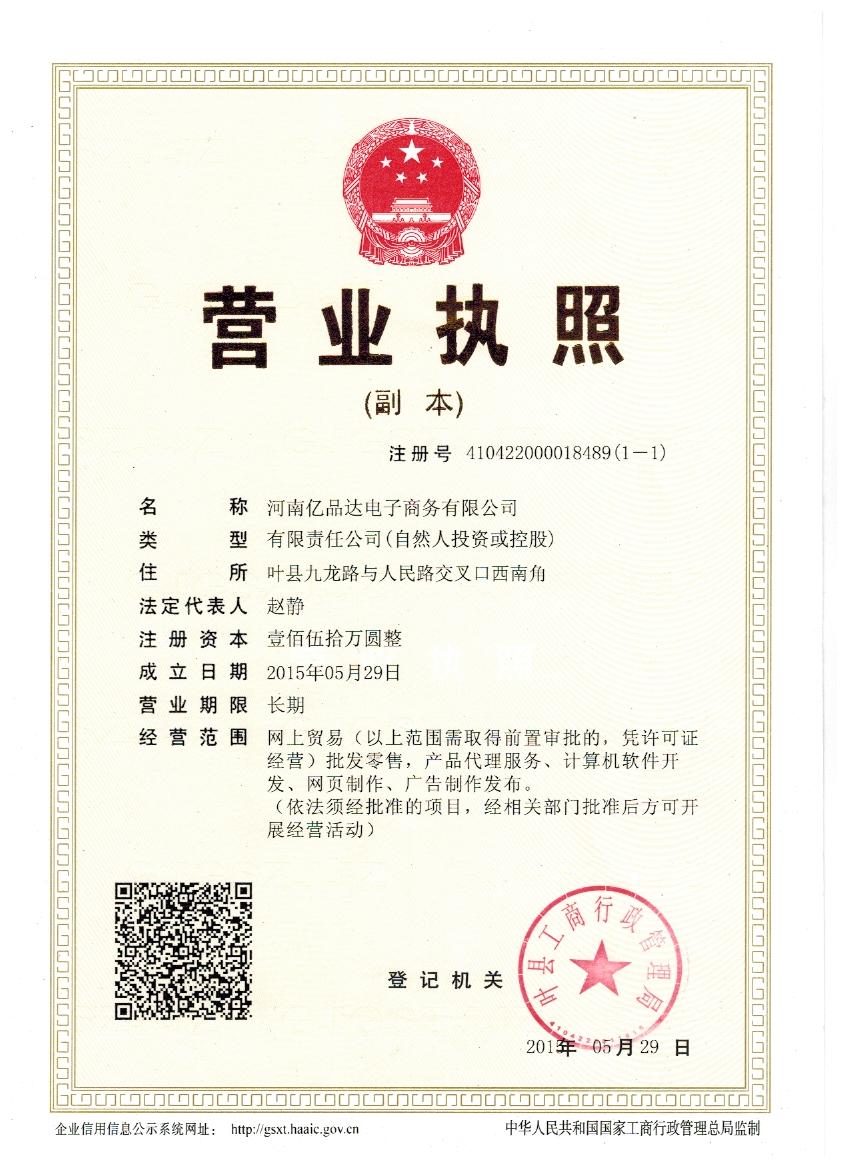 营业执照
(副 本)
注册号 410422000018489(1－1)
名 称 河南亿品达电子商务有限公司
类 型 有限责任公司(自然人投资或控股)
住 所 叶县九龙路与人民路交叉口西南角
法定代表人 赵静
注册资本 壹佰伍拾万圆整
成立日期 2015年05月29日
营业期限 长期
经营范围 网上贸易（以上范围需取得前置审批的，凭许可证
经营）批发零售，产品代理服务、计算机软件开
发、网页制作、广告制作发布。
（依法须经批准的项目，经相关部门批准后方可开
展经营活动）
叶县工商行政管理局
登记机关
2015年 05月29 日
企业信用信息公示系统网址： http://gsxt.haaic.gov.cn
中华人民共和国国家工商行政管理总局监制